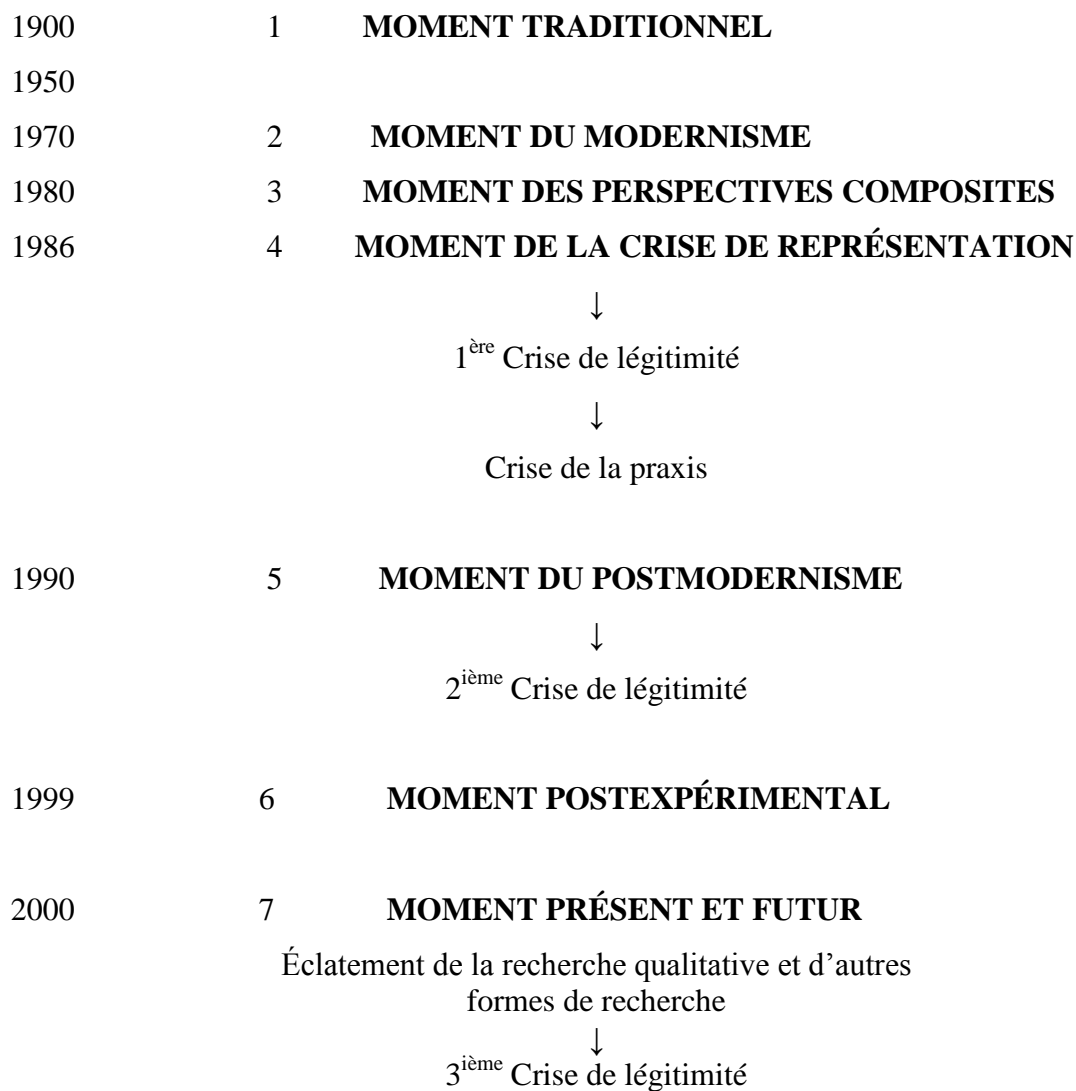 1900 1 MOMENT TRADITIONNEL
1950
1970 2 MOMENT DU MODERNISME
1980 3 MOMENT DES PERSPECTIVES COMPOSITES
1986 4 MOMENT DE LA CRISE DE REPRÉSENTATION
↓
1ère Crise de légitimité
↓
Crise de la praxis
1990 5 MOMENT DU POSTMODERNISME
↓
2ième Crise de légitimité
1999 6 MOMENT POSTEXPÉRIMENTAL
2000 7 MOMENT PRÉSENT ET FUTUR
Éclatement de la recherche qualitative et d’autres
formes de recherche
↓
3ième Crise de légitimité